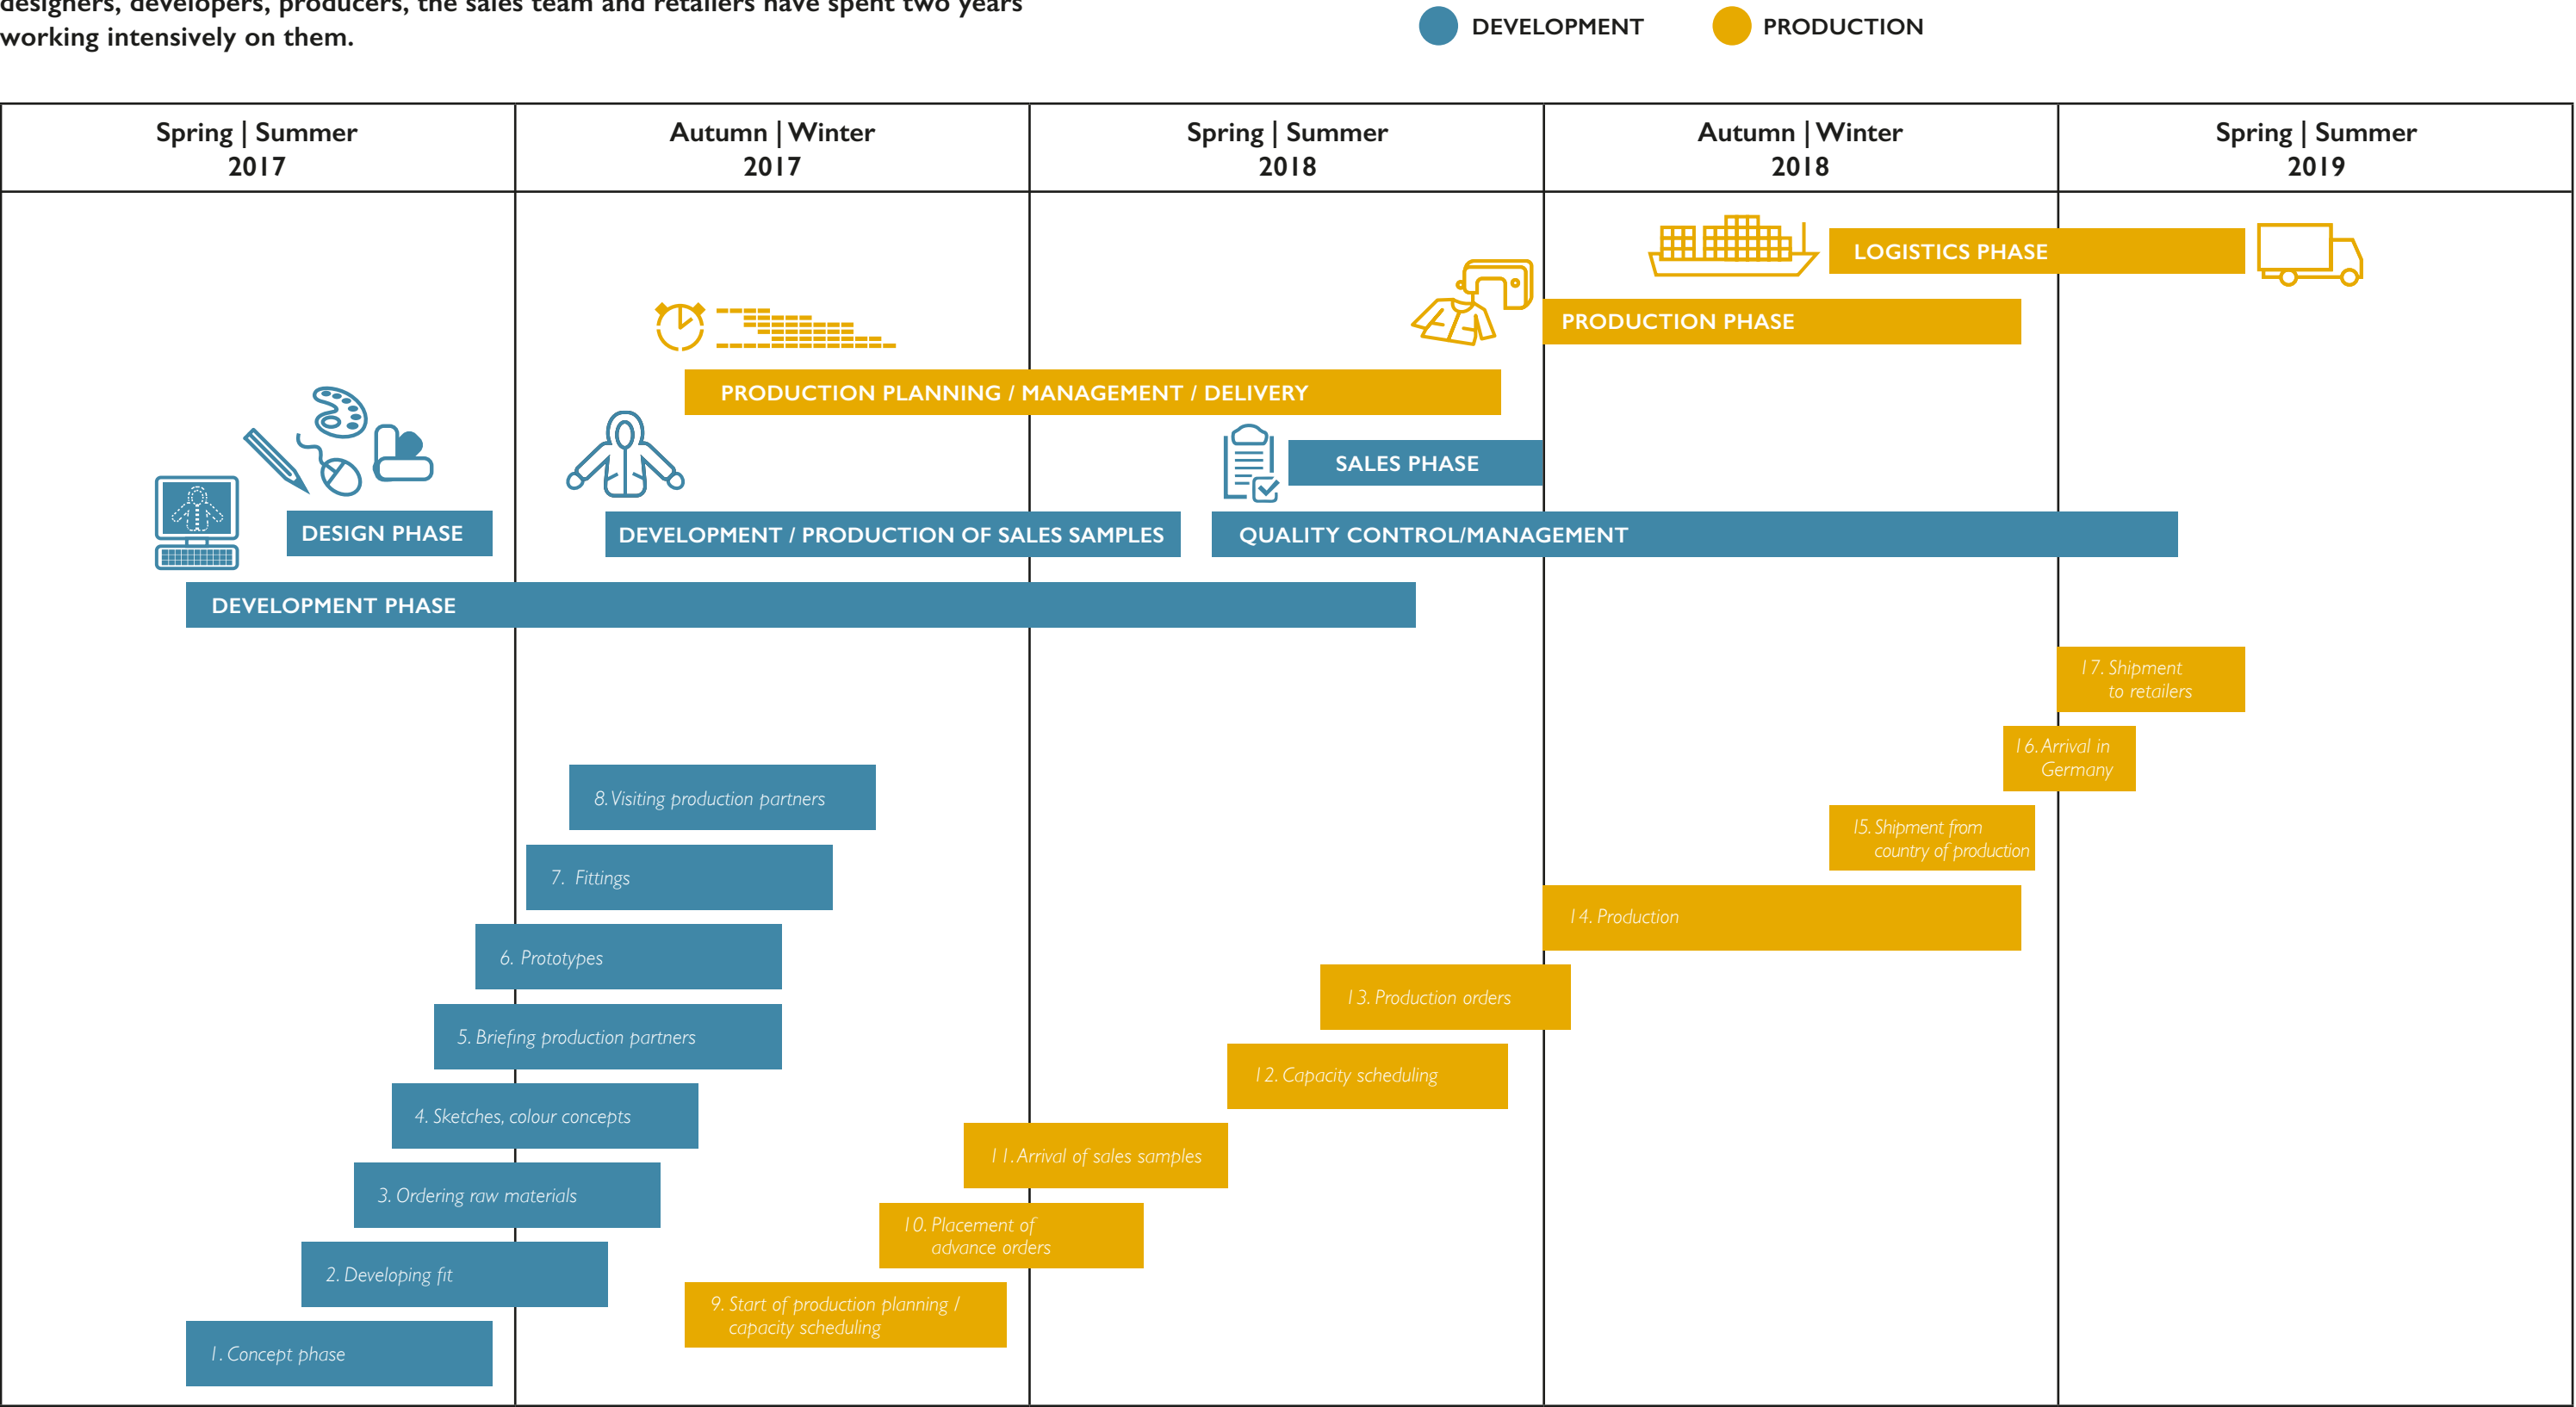 designers, developers, producers, the sales team and retailers have spent two years
working intensively on them.
DEVELOPMENT
PRODUCTION
Spring | Summer
2017
Autumn | Winter
2017
Spring | Summer
2018
Autumn | Winter
2018
Spring | Summer
2019
LOGISTICS PHASE
PRODUCTION PHASE
PRODUCTION PLANNING / MANAGEMENT / DELIVERY
SALES PHASE
DESIGN PHASE
DEVELOPMENT / PRODUCTION OF SALES SAMPLES
QUALITY CONTROL/MANAGEMENT
DEVELOPMENT PHASE
17. Shipment
to retailers
16. Arrival in
Germany
8. Visiting production partners
15. Shipment from
country of production
7. Fittings
14. Production
6. Prototypes
13. Production orders
5. Briefing production partners
12. Capacity scheduling
4. Sketches, colour concepts
11. Arrival of sales samples
3. Ordering raw materials
10. Placement of
advance orders
2. Developing fit
9. Start of production planning /
capacity scheduling
1. Concept phase